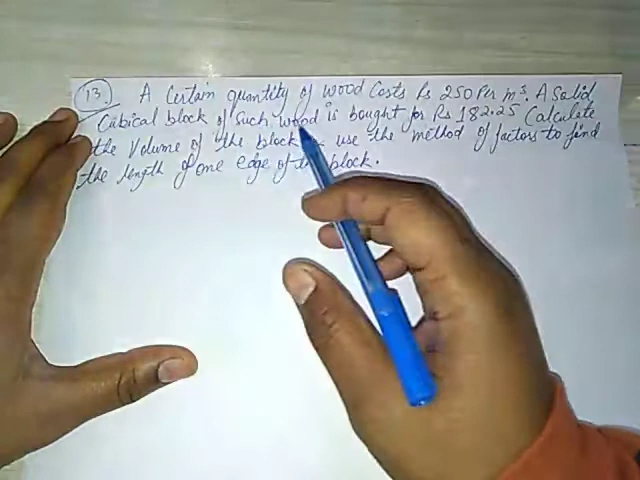 13. A Certain quantity of wood Costs Rs 250 Per m³. A Solid
Cubical block of Such wood is bought for Rs 182.25 Calculate
the Volume of the block & use the method of factors to find
the length of one edge of the block.